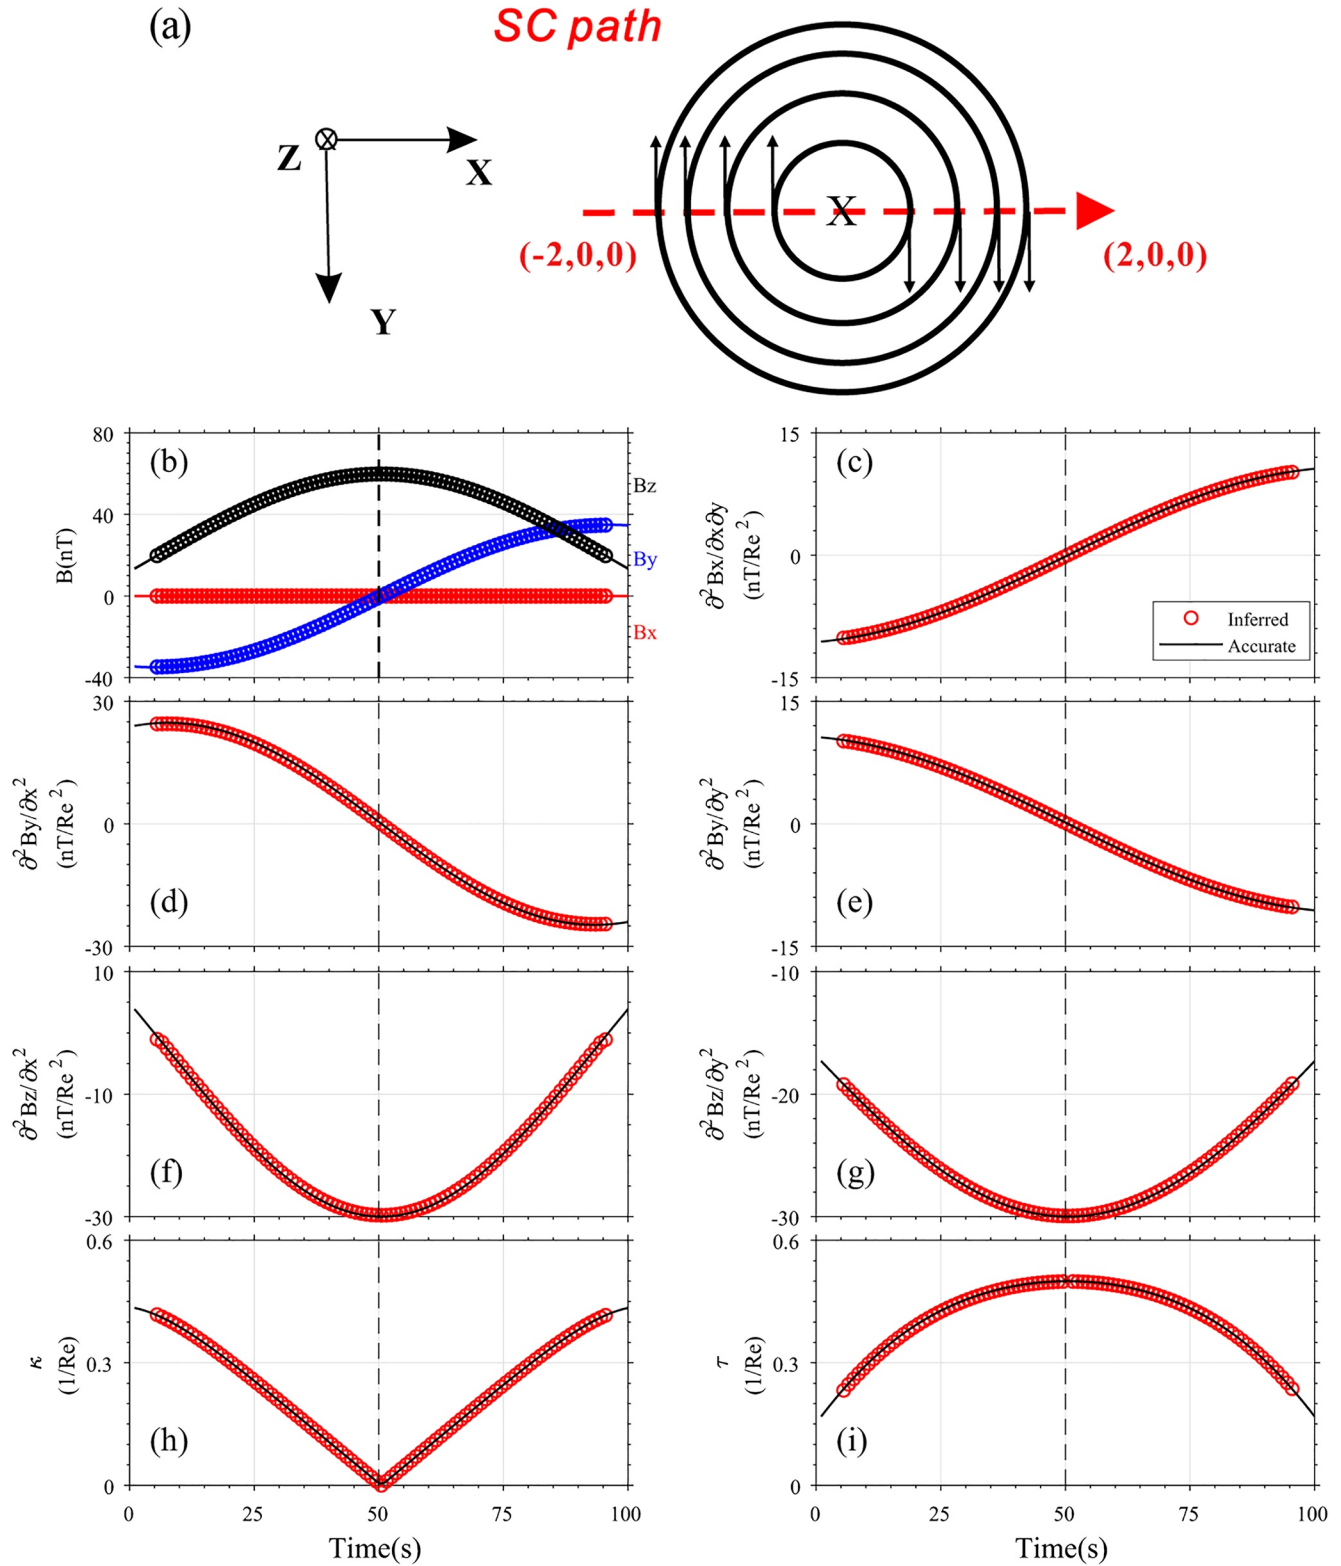 (a)
SC path
Z
X
Y
X
(-2,0,0)
(2,0,0)
(b)
80
40
0
-40
B(nT)
Bz
By
Bx
(c)
15
0
-15
∂²Bx/∂x∂y
(nT/Re²)
Inferred
Accurate
(d)
30
0
-30
∂²By/∂x²
(nT/Re²)
(e)
15
0
-15
∂²By/∂y²
(nT/Re²)
(f)
10
-10
-30
∂²Bz/∂x²
(nT/Re²)
(g)
-10
-20
-30
∂²Bz/∂y²
(nT/Re²)
(h)
0.6
0.3
0
κ
(1/Re)
0 25 50 75 100
Time(s)
(i)
0.6
0.3
0
τ
(1/Re)
0 25 50 75 100
Time(s)